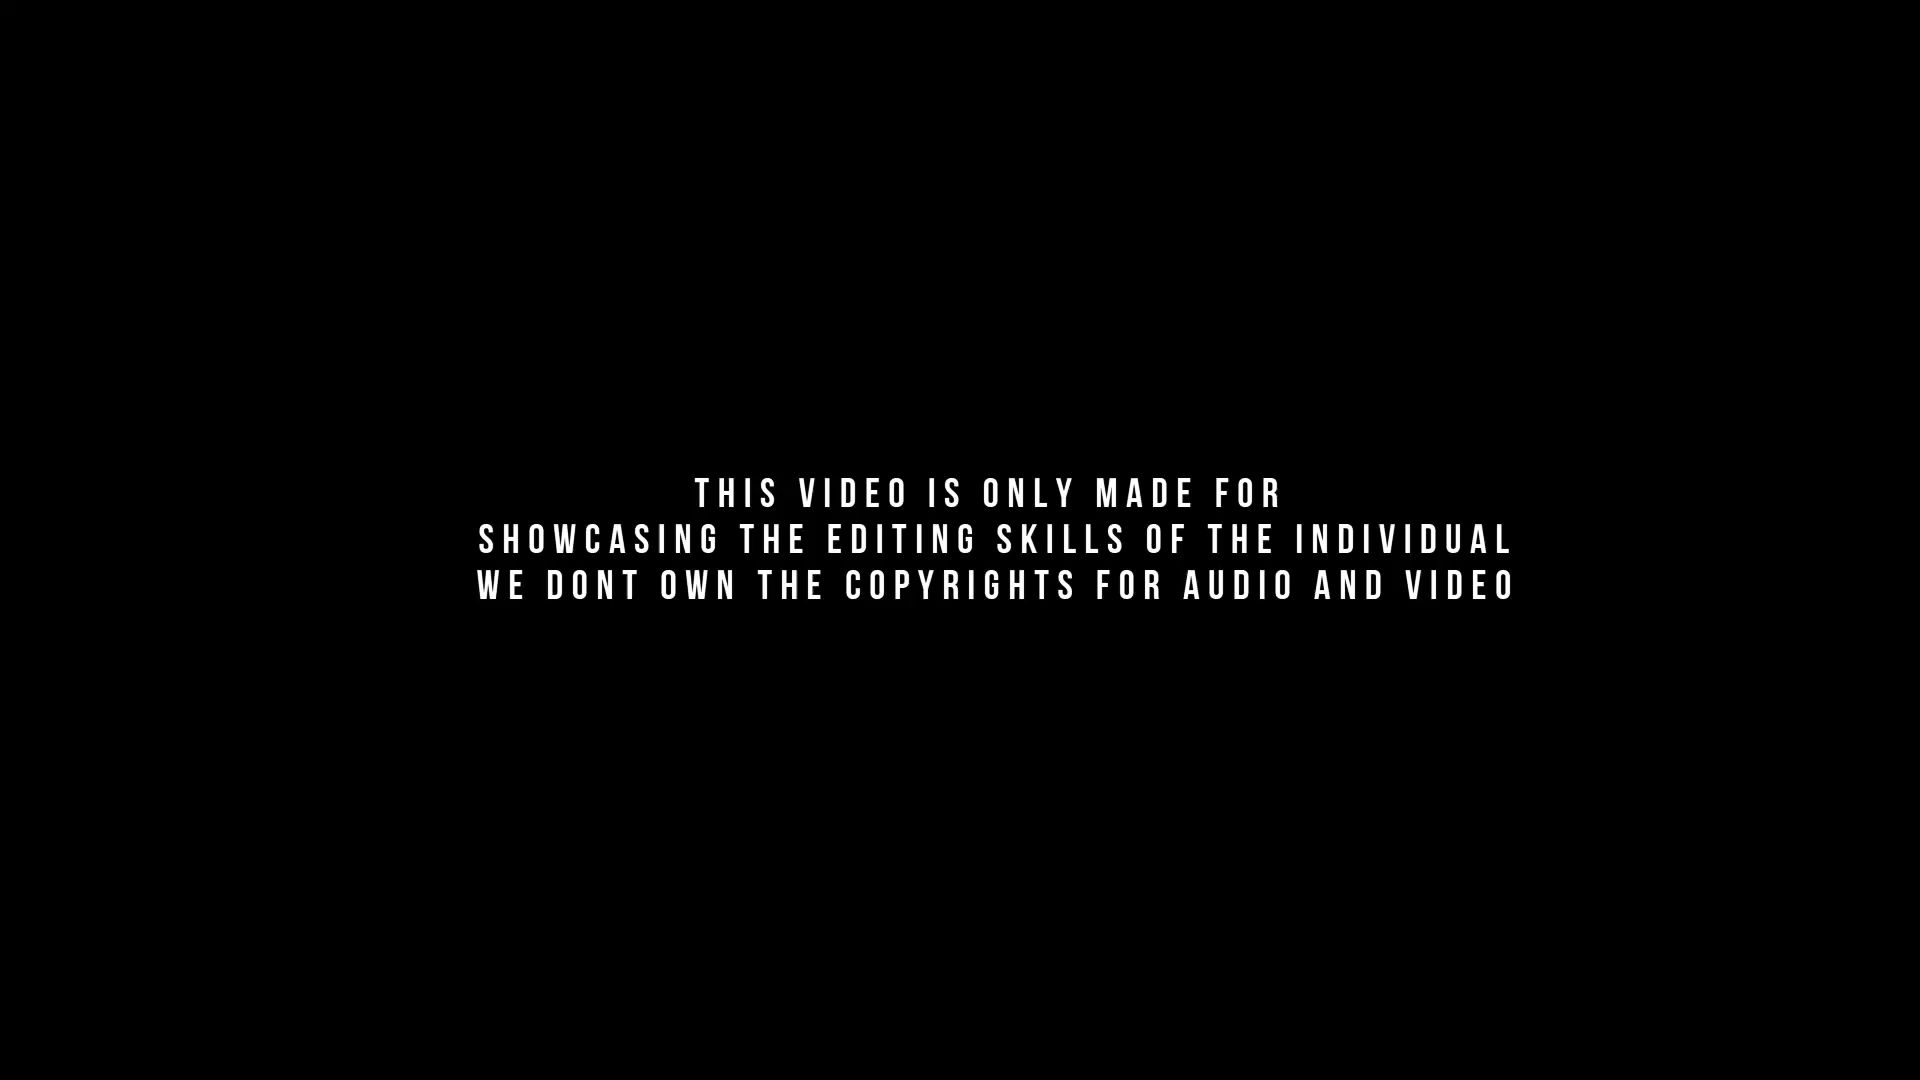 THIS VIDEO IS ONLY MADE FOR
SHOWCASING THE EDITING SKILLS OF THE INDIVIDUAL
WE DONT OWN THE COPYRIGHTS FOR AUDIO AND VIDEO